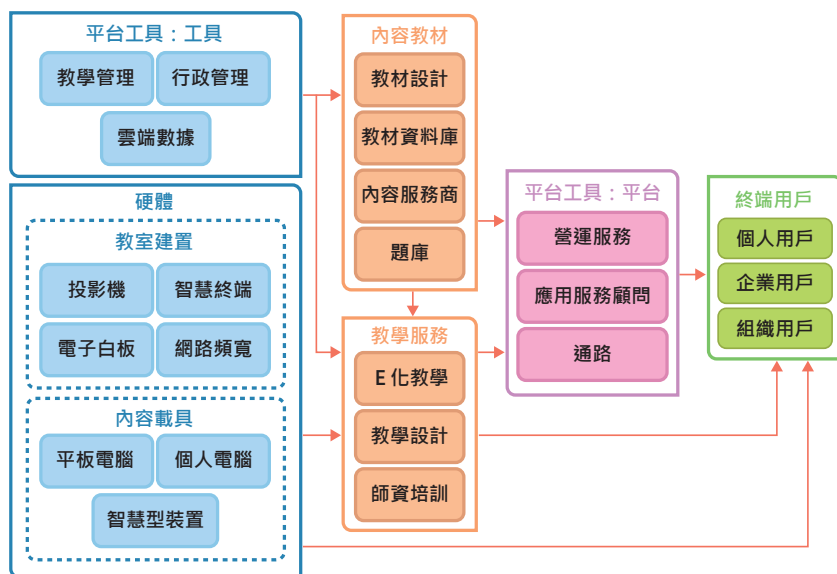 平台工具：工具
教學管理
行政管理
雲端數據
硬體
教室建置
投影機
智慧終端
電子白板
網路頻寬
內容載具
平板電腦
個人電腦
智慧型裝置
內容教材
教材設計
教材資料庫
內容服務商
題庫
教學服務
E 化教學
教學設計
師資培訓
平台工具：平台
營運服務
應用服務顧問
通路
終端用戶
個人用戶
企業用戶
組織用戶